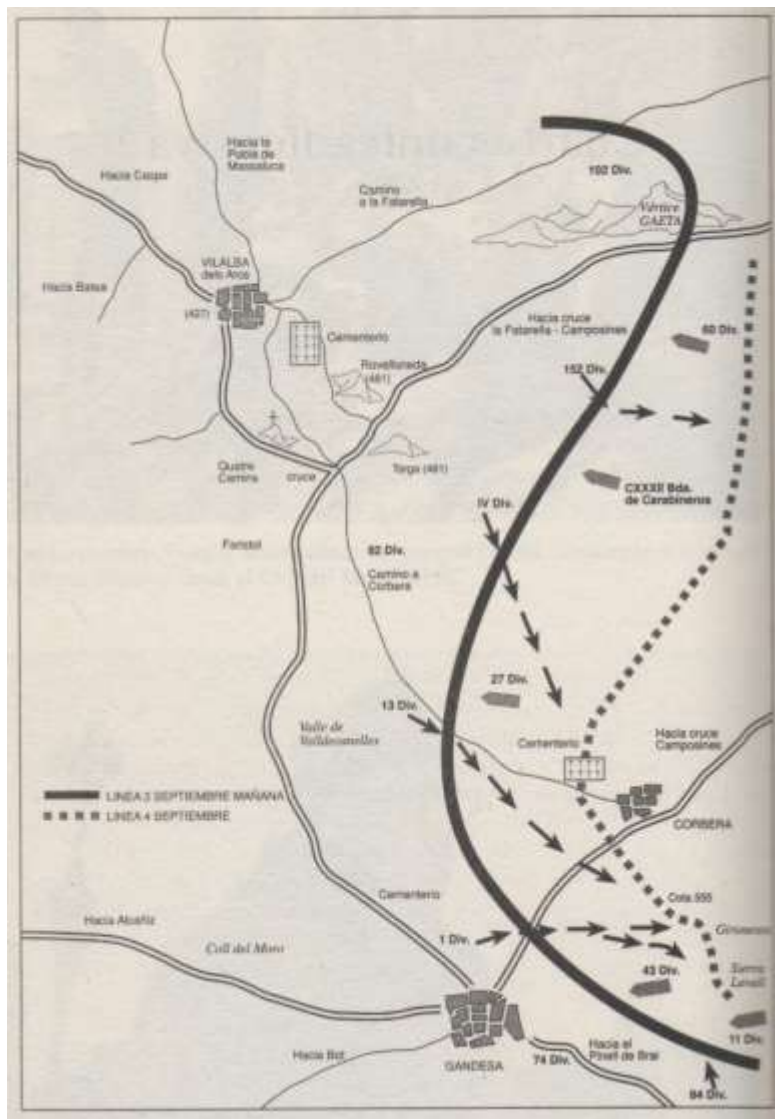 Hacia la
Pobla de
Massaluca
Hacia Caspe
102 Div.
Camino
a la Fatarella
Vértice
GAETA
VILALBA
dels Arcs
Hacia Batea
(427)
Cementerio
Hacia cruce
la Fatarella - Camposines
60 Div.
(481)
152 Div.
Quatre
Camins
cruce
Targa (481)
CXXXII Bda.
de Carabineros
IV Div.
Faristol
82 Div.
Camino a
Corbera
27 Div.
13 Div.
Valle de
Cementerio
Hacia cruce
Camposines
LINEA 3 SEPTIEMBRE MAÑANA
LINEA 4 SEPTIEMBRE
CORBERA
Cementerio
Cota 555
Hacia Alcañiz
Coll del Moro
1 Div.
Sierra
43 Div.
11 Div.
Hacia Bot
GANDESA
74 Div.
Hacia el
Pinell de Brai
84 Div.